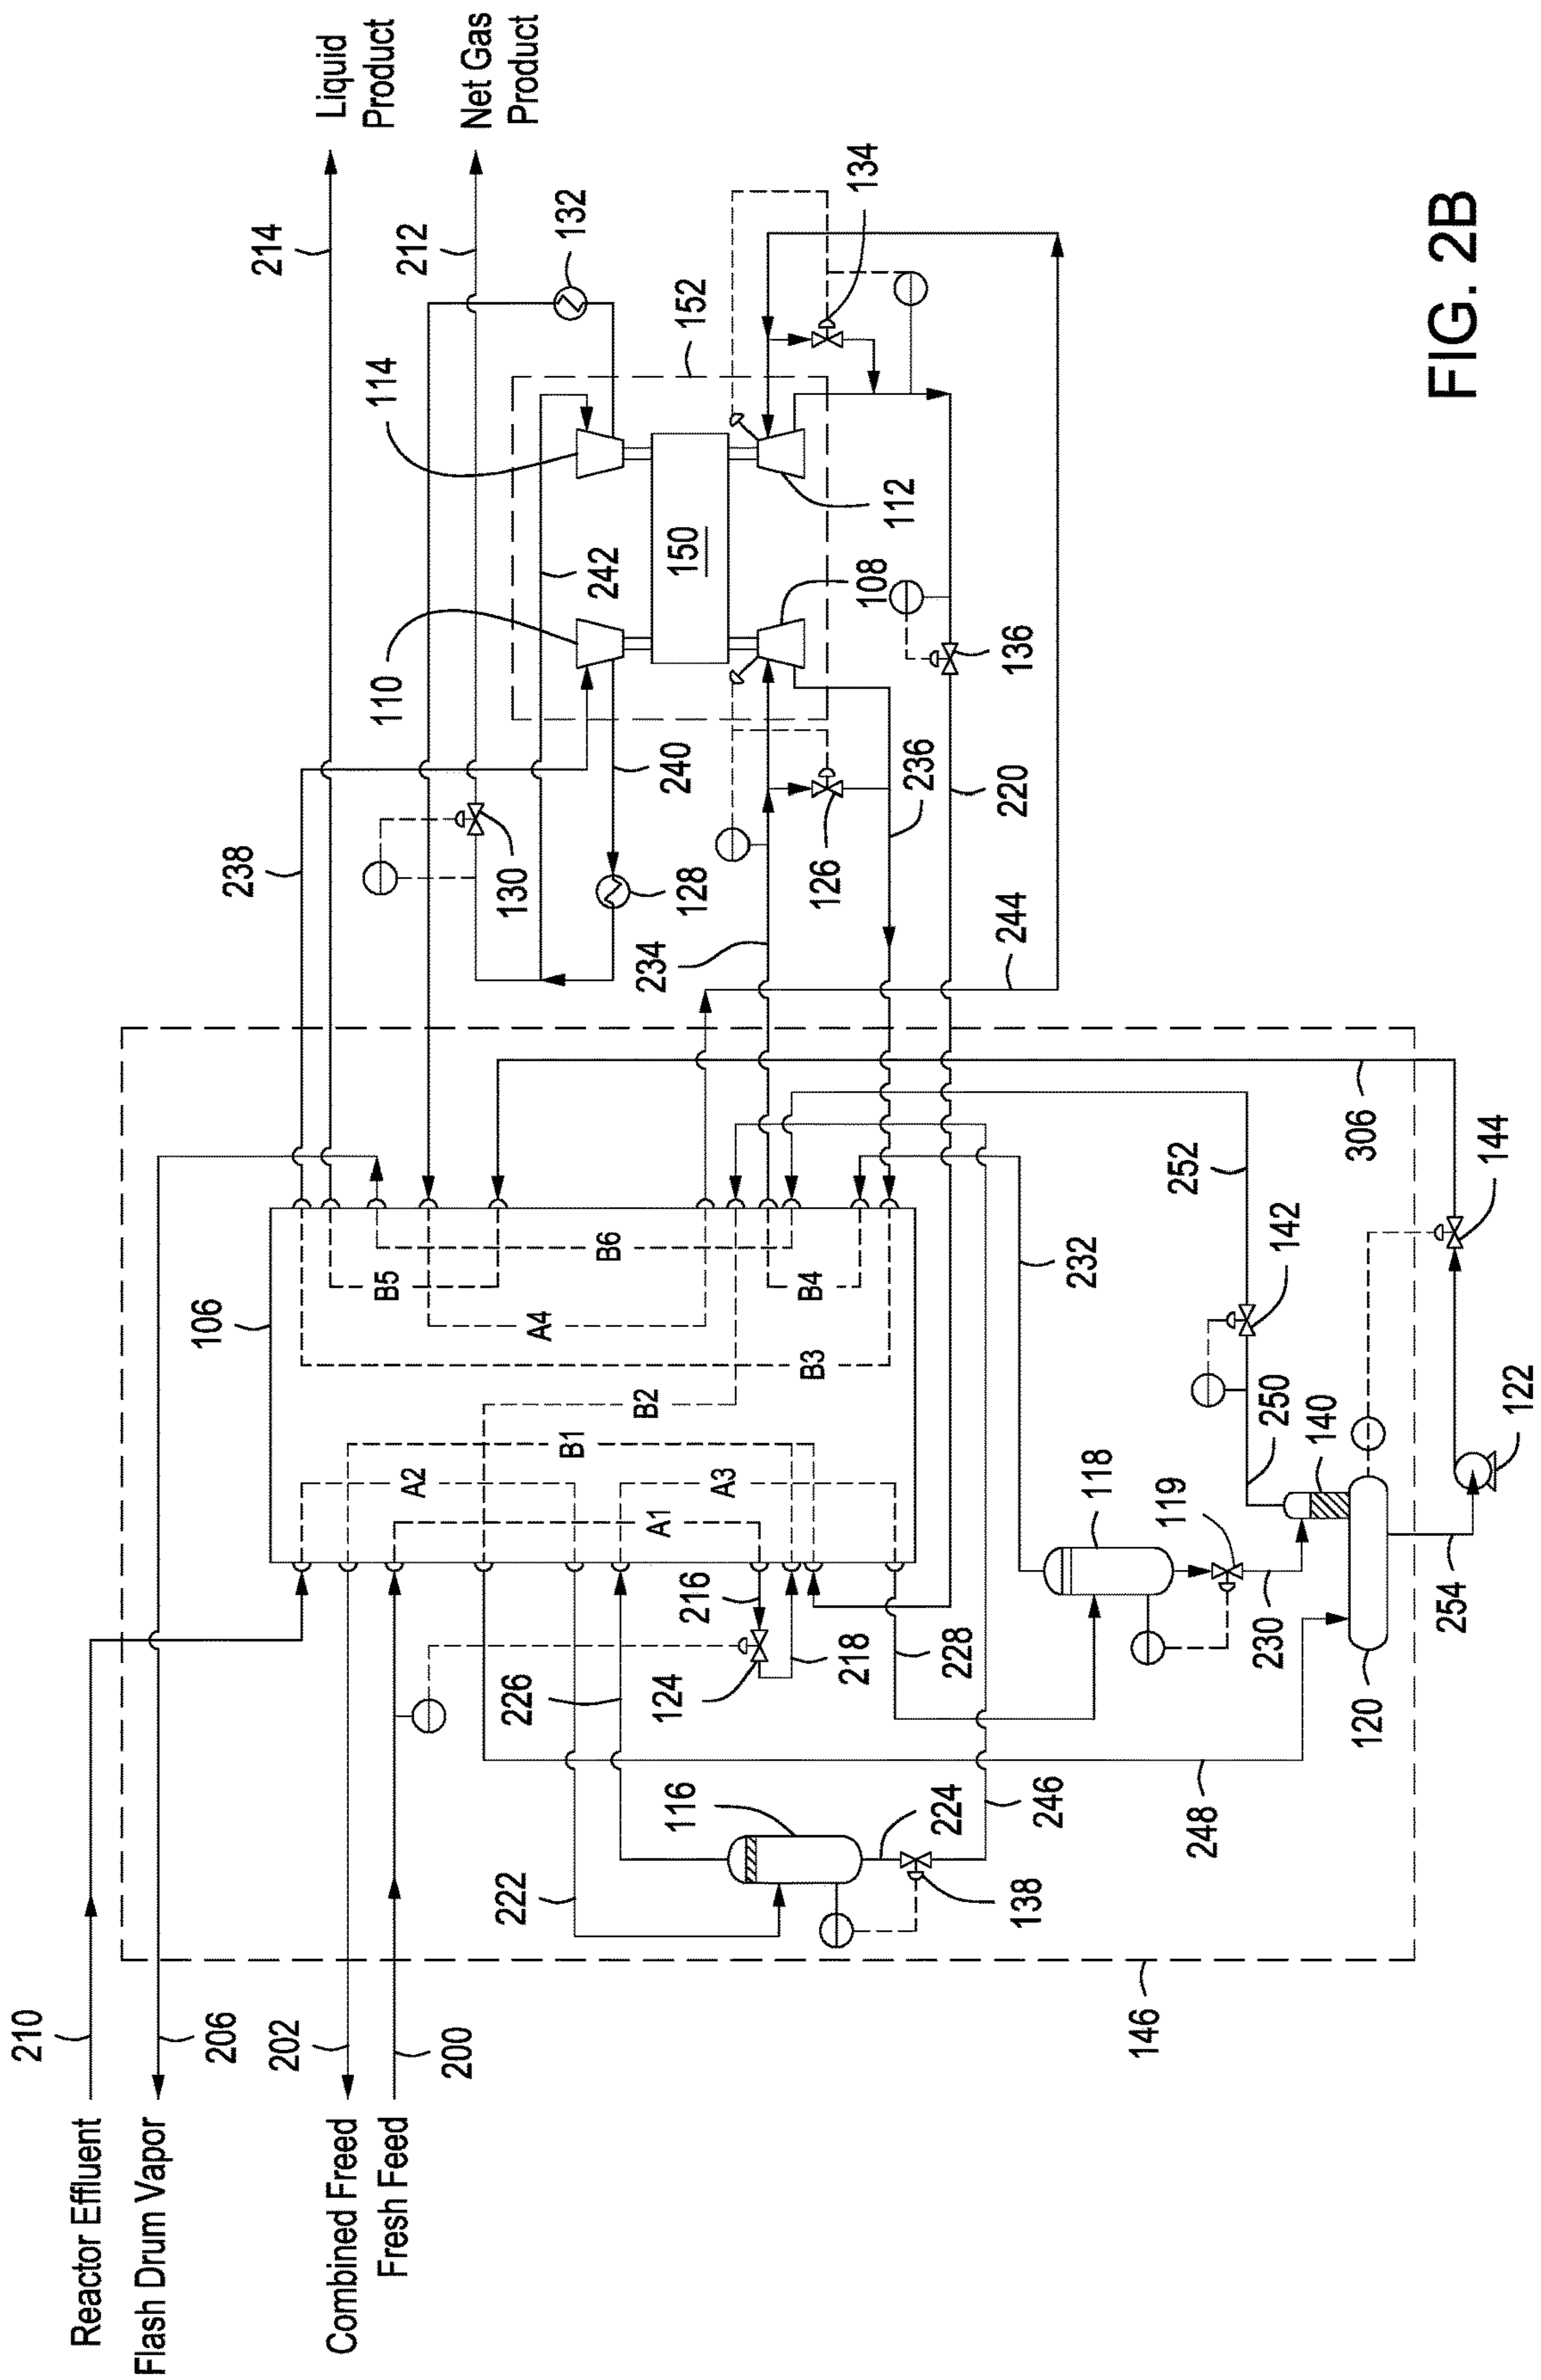 Liquid
Product
Net Gas
Product
214
212
132
134
152
114
112
242
150
110
108
136
240
236
220
238
130
128
126
234
244
306
144
252
142
232
106
B5
B6
A4
B4
B3
B2
B1
A2
A3
A1
250
140
122
118
119
216
218
228
230
254
226
124
120
222
116
224
246
248
138
146
210
206
202
200
Reactor Effluent
Flash Drum Vapor
Combined Freed
Fresh Feed
FIG. 2B